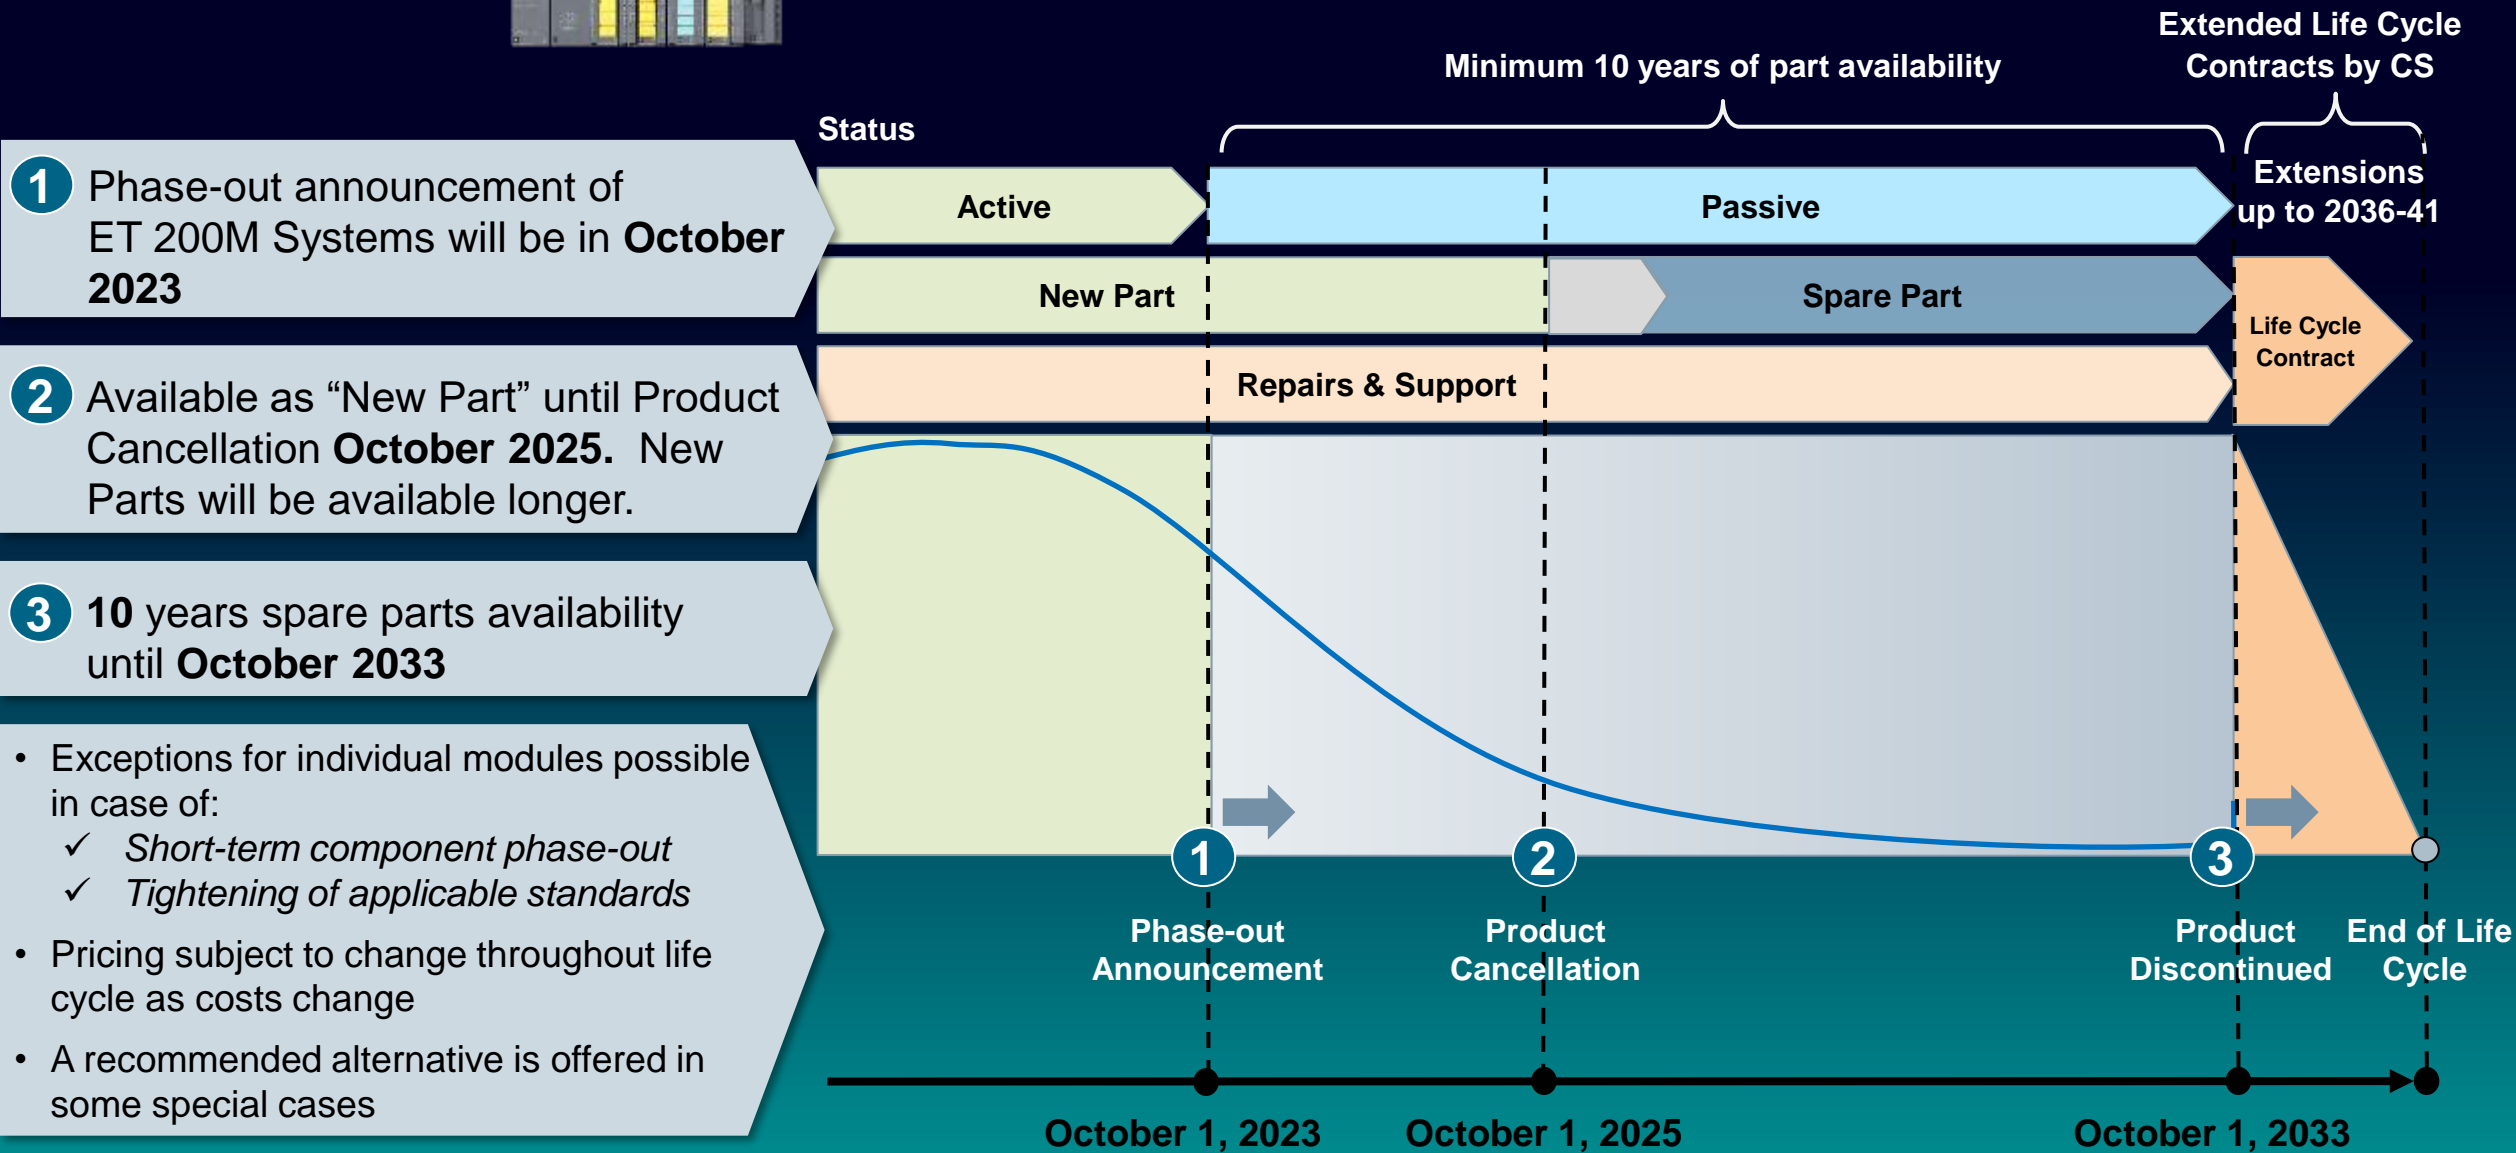 Extended Life Cycle
Contracts by CS
Minimum 10 years of part availability
Status
Extensions
up to 2036-41
Active
Passive
New Part
Spare Part
Life Cycle
Contract
Repairs & Support
1
Phase-out announcement of
ET 200M Systems will be in October
2023
2
Available as “New Part” until Product
Cancellation October 2025. New
Parts will be available longer.
3
10 years spare parts availability
until October 2033
• Exceptions for individual modules possible
in case of:
✓ Short-term component phase-out
✓ Tightening of applicable standards
• Pricing subject to change throughout life
cycle as costs change
• A recommended alternative is offered in
some special cases
1
2
3
Phase-out
Announcement
Product
Cancellation
Product
Discontinued
End of Life
Cycle
October 1, 2023
October 1, 2025
October 1, 2033